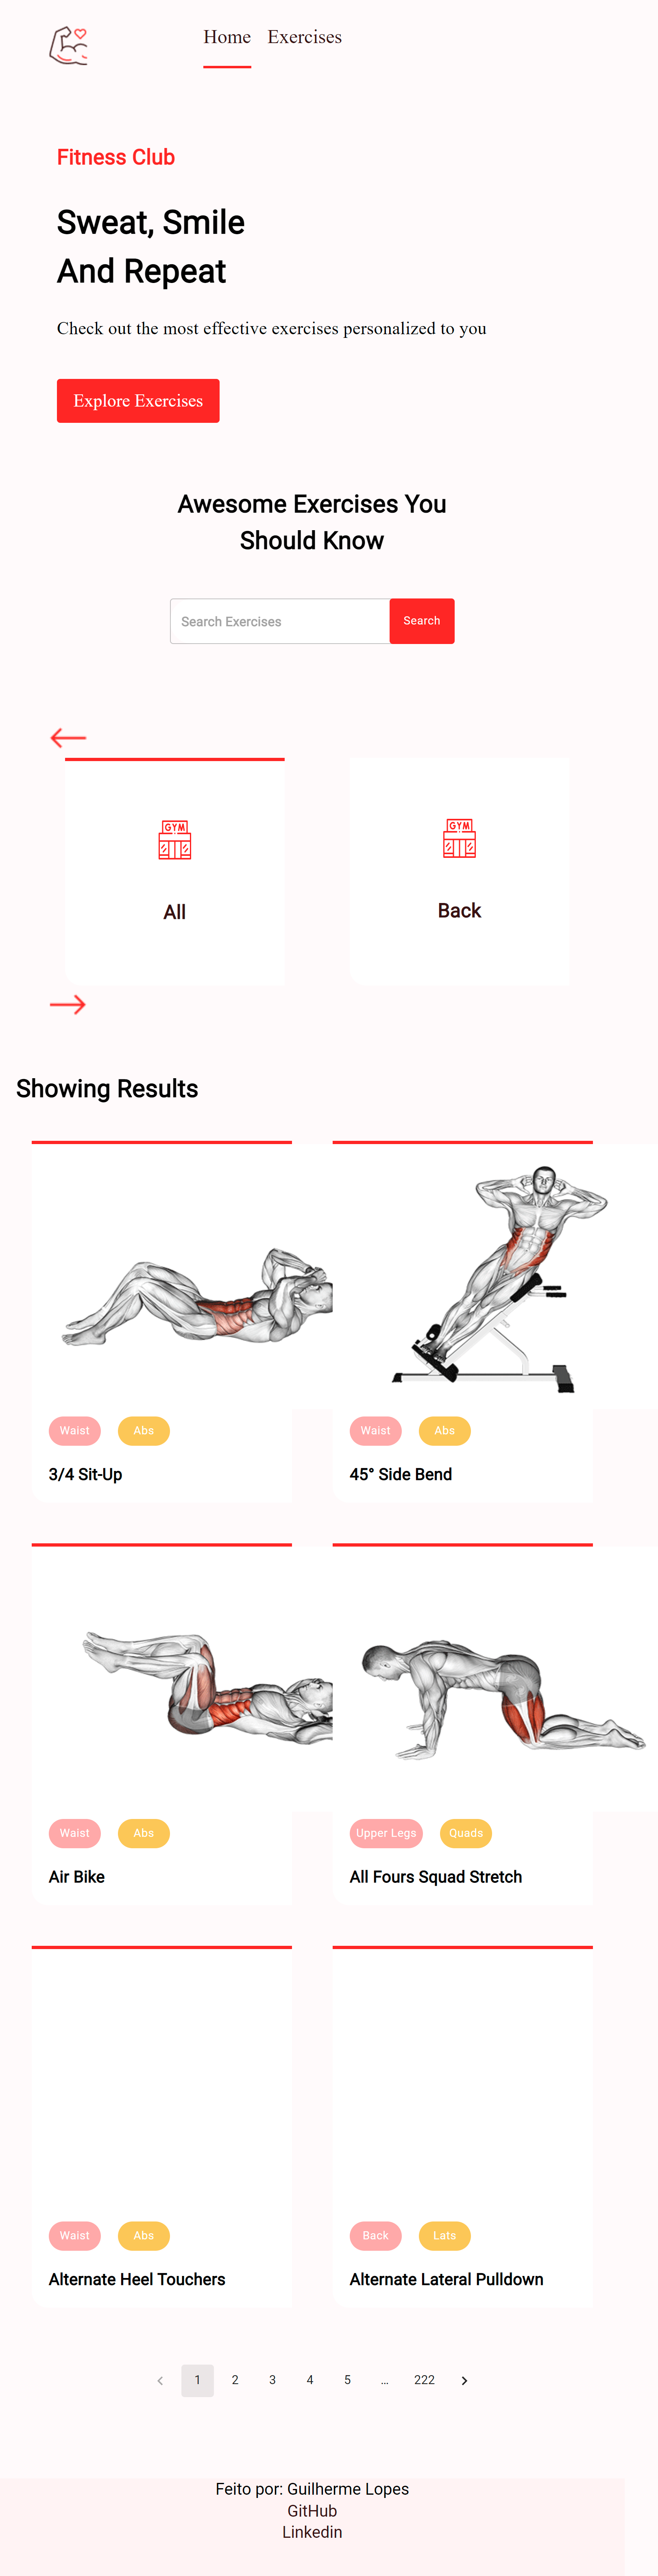 Home Exercises
Fitness Club
Sweat, Smile
And Repeat
Check out the most effective exercises personalized to you
Explore Exercises
Awesome Exercises You
Should Know
Search Exercises Search
GYM GYM
All Back
Showing Results
Waist Abs Waist Abs
3/4 Sit-Up 45° Side Bend
Waist Abs Upper Legs Quads
Air Bike All Fours Squad Stretch
Waist Abs Back Lats
Alternate Heel Touchers Alternate Lateral Pulldown
1 2 3 4 5 … 222
Feito por: Guilherme Lopes
GitHub
Linkedin